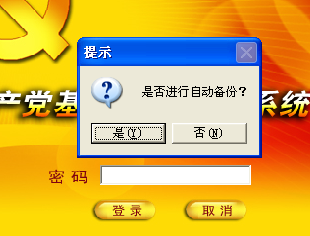 提示
是否进行自动备份？
产党基
系统
是(Y)
否(N)
密 码
登 录
取 消